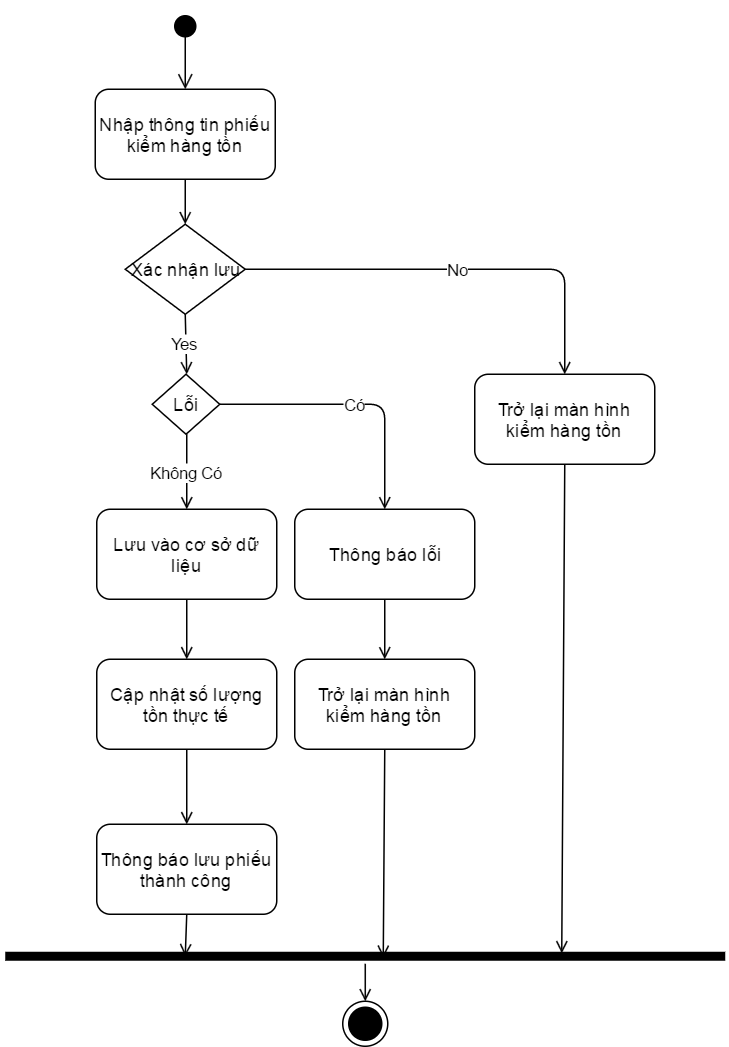 Nhập thông tin phiếu
kiểm hàng tồn
Xác nhận lưu
No
Yes
Lỗi
Có
Trở lại màn hình
kiểm hàng tồn
Không Có
Lưu vào cơ sở dữ
liệu
Thông báo lỗi
Cập nhật số lượng
tồn thực tế
Trở lại màn hình
kiểm hàng tồn
Thông báo lưu phiếu
thành công